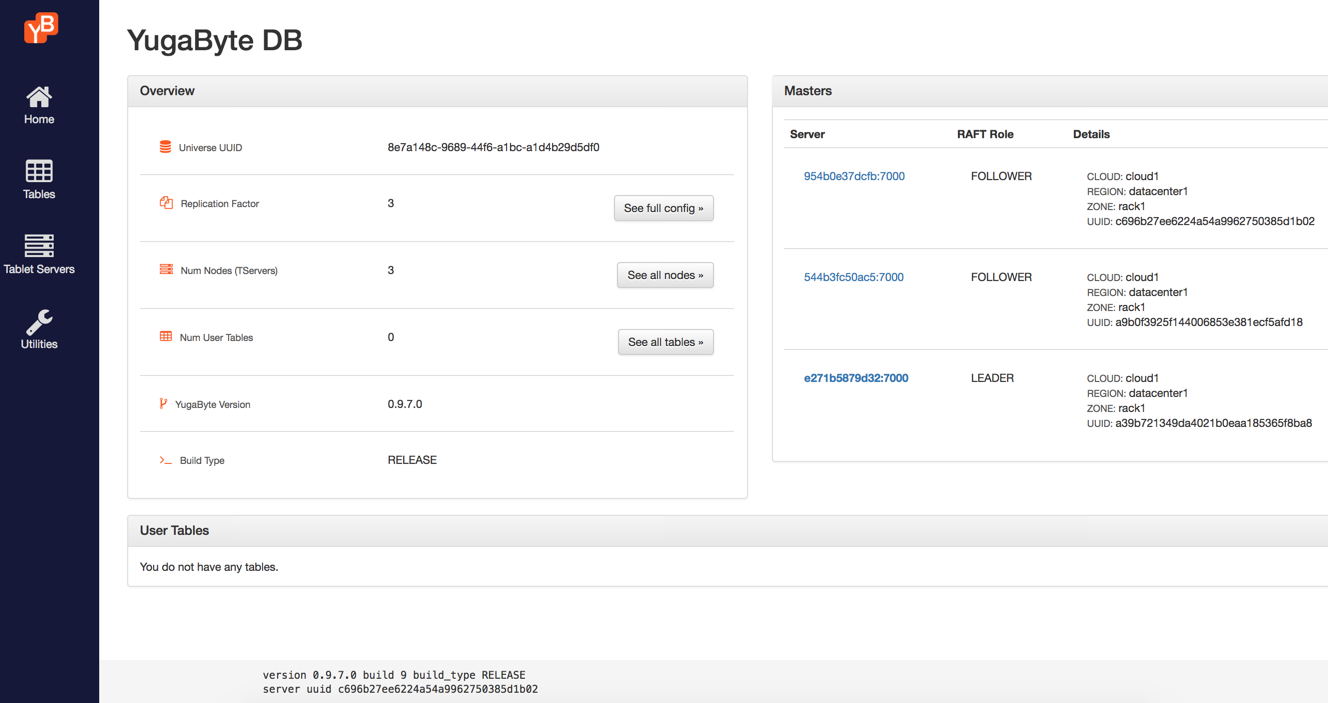 YB
YugaByte DB
Home
Tables
Tablet Servers
Utilities
Overview
Universe UUID 8e7a148c-9689-44f6-a1bc-a1d4b29d5df0
Replication Factor 3 See full config »
Num Nodes (TServers) 3 See all nodes »
Num User Tables 0 See all tables »
YugaByte Version 0.9.7.0
Build Type RELEASE
Masters
Server RAFT Role Details
954b0e37dcfb:7000 FOLLOWER CLOUD: cloud1
REGION: datacenter1
ZONE: rack1
UUID: c696b27ee6224a54a9962750385d1b02
544b3fc50ac5:7000 FOLLOWER CLOUD: cloud1
REGION: datacenter1
ZONE: rack1
UUID: a9b0f3925f144006853e381ecf5afd18
e271b5879d32:7000 LEADER CLOUD: cloud1
REGION: datacenter1
ZONE: rack1
UUID: a39b721349da4021b0eaa185365f8ba8
User Tables
You do not have any tables.
version 0.9.7.0 build 9 build_type RELEASE
server uuid c696b27ee6224a54a9962750385d1b02